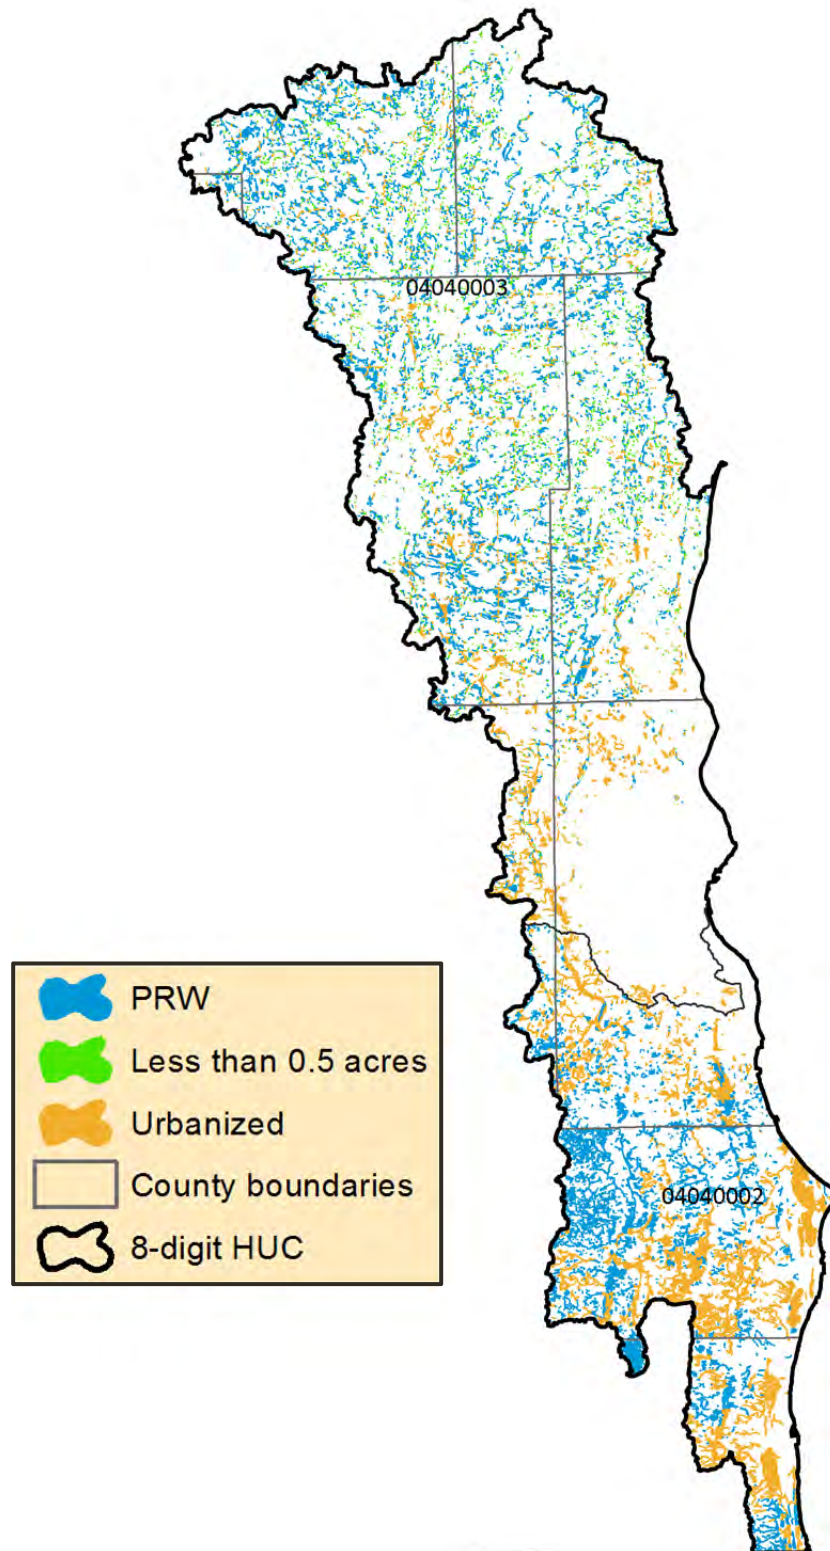 04040003
PRW
Less than 0.5 acres
Urbanized
County boundaries
04040002
8-digit HUC